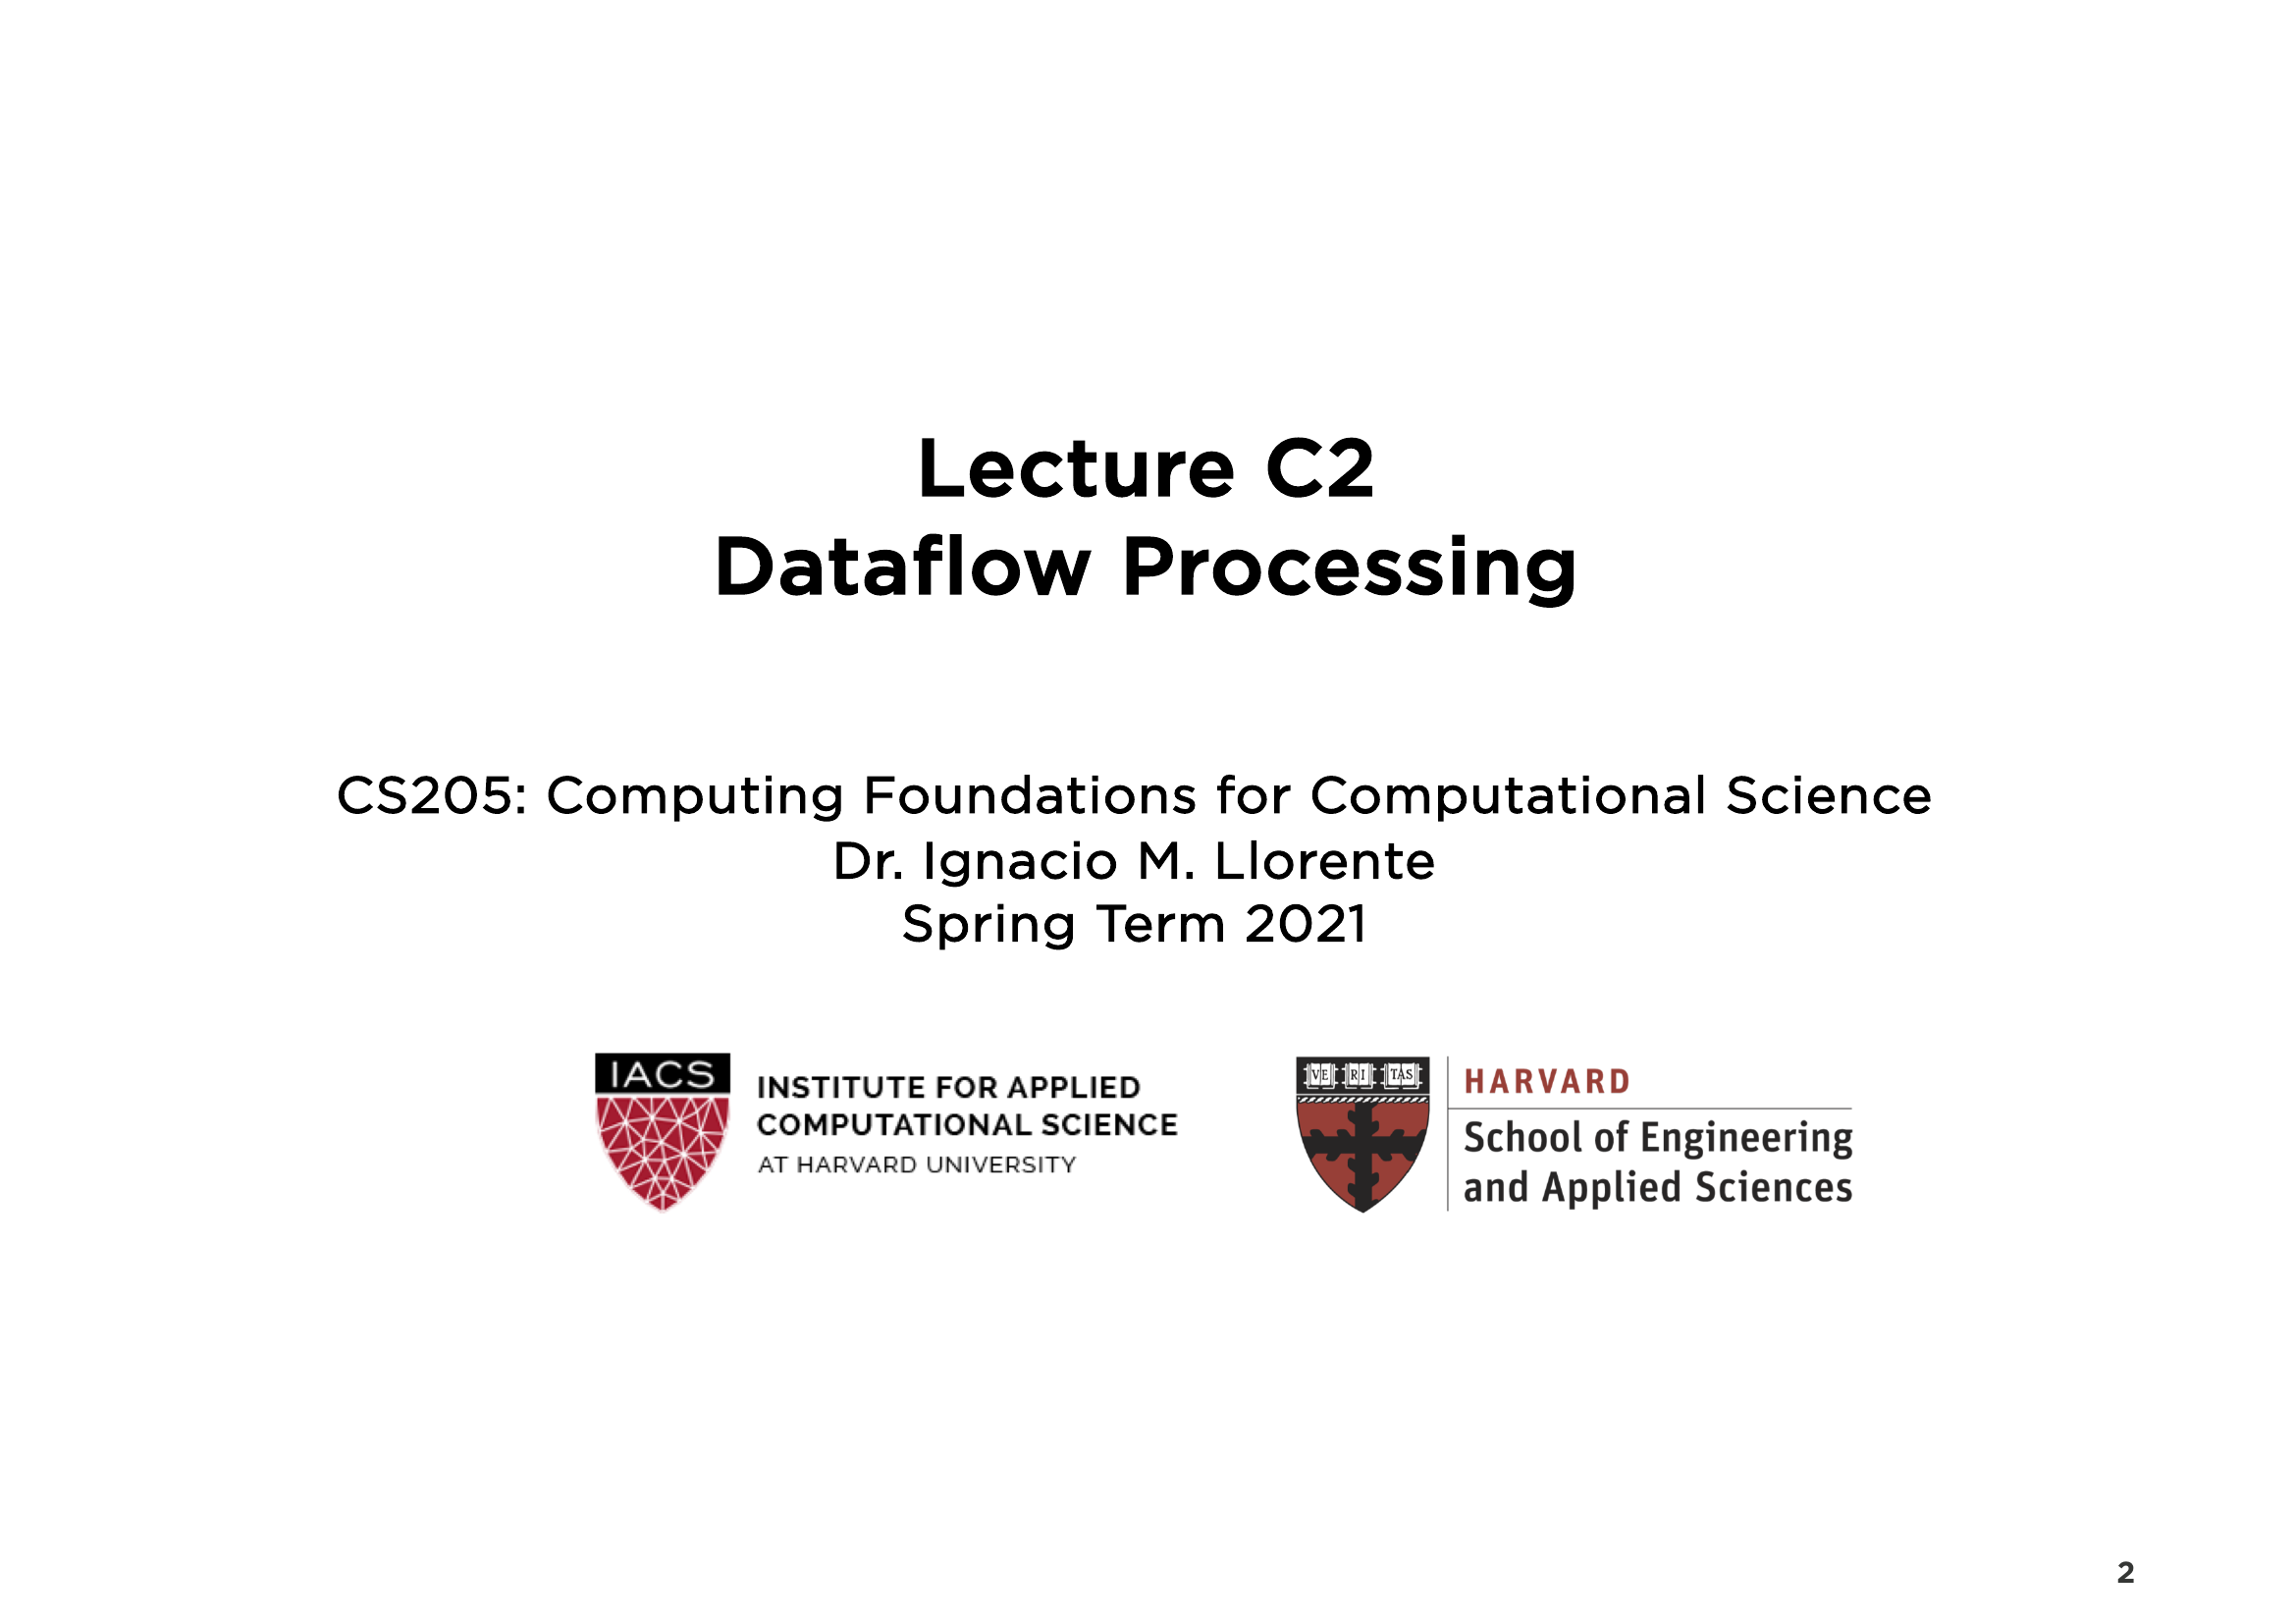 Lecture C2
Dataflow Processing
CS205: Computing Foundations for Computational Science
Dr. Ignacio M. Llorente
Spring Term 2021
IACS
INSTITUTE FOR APPLIED
COMPUTATIONAL SCIENCE
AT HARVARD UNIVERSITY
VE RI TAS
HARVARD
School of Engineering
and Applied Sciences
2